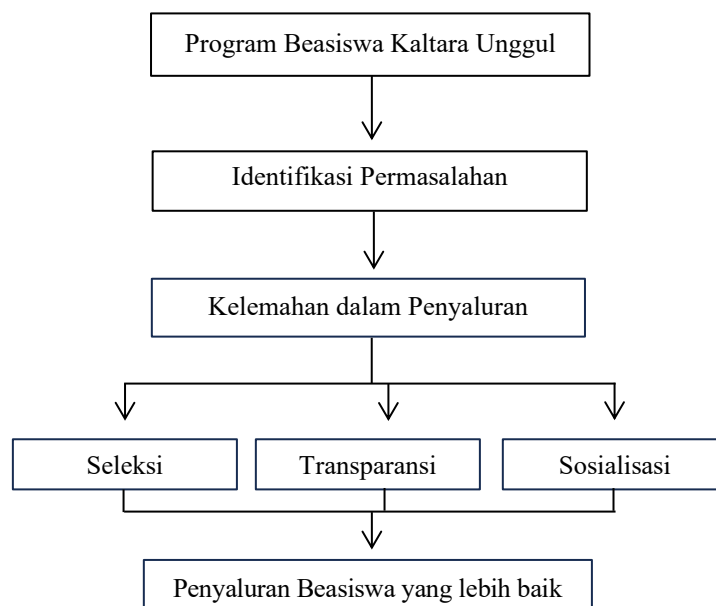 Program Beasiswa Kaltara Unggul
Identifikasi Permasalahan
Kelemahan dalam Penyaluran
Seleksi
Transparansi
Sosialisasi
Penyaluran Beasiswa yang lebih baik